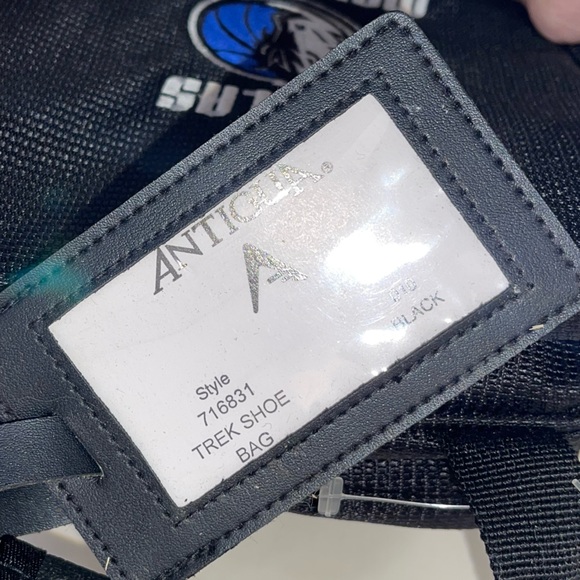 ANTIGUA®
Style
716831
TREK SHOE
BAG
BLACK